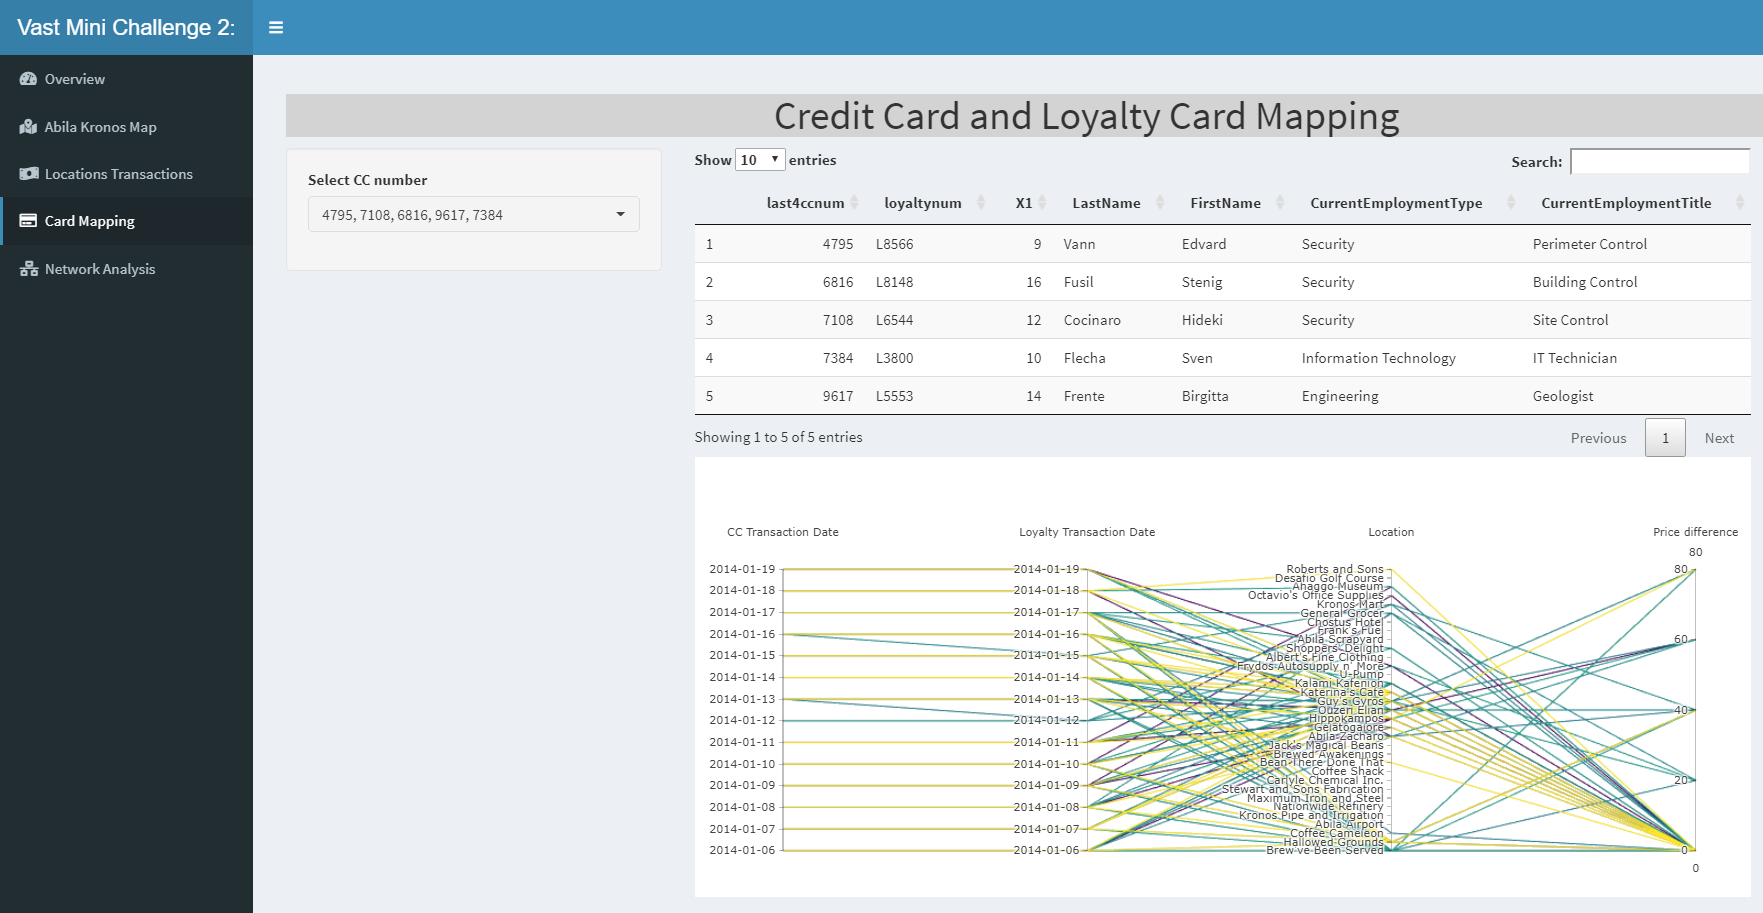 Vast Mini Challenge 2:
Overview
Abila Kronos Map
Locations Transactions
Card Mapping
Network Analysis
Credit Card and Loyalty Card Mapping
Select CC number
4795, 7108, 6816, 9617, 7384
Show 10 entries
Search:
last4ccnum loyaltynum X1 LastName FirstName CurrentEmploymentType CurrentEmploymentTitle
1 4795 L8566 9 Vann Edvard Security Perimeter Control
2 6816 L8148 16 Fusil Stenig Security Building Control
3 7108 L6544 12 Cocinaro Hideki Security Site Control
4 7384 L3800 10 Flecha Sven Information Technology IT Technician
5 9617 L5553 14 Frente Birgitta Engineering Geologist
Showing 1 to 5 of 5 entries
Previous 1 Next
CC Transaction Date
2014-01-19
2014-01-18
2014-01-17
2014-01-16
2014-01-15
2014-01-14
2014-01-13
2014-01-12
2014-01-11
2014-01-10
2014-01-09
2014-01-08
2014-01-07
2014-01-06
Loyalty Transaction Date
2014-01-19
2014-01-18
2014-01-17
2014-01-16
2014-01-15
2014-01-14
2014-01-13
2014-01-12
2014-01-11
2014-01-10
2014-01-09
2014-01-08
2014-01-07
2014-01-06
Location
Roberts and Sons
Desafio Golf Course
Ahaggo Museum
Octavio's Office Supplies
Kronos Mart
General Grocer
Chostus Hotel
Frank's Fuel
Abila Scrapyard
Shoppers' Delight
Albert's Fine Clothing
Frydos Autosupply n' More
U-Pump
Kalami Kafenion
Katerina's Café
Guy's Gyros
Ouzeri Elian
Hippokampos
Gelatogalore
Abila Zacharo
Jack's Magical Beans
Brewed Awakenings
Bean There Done That
Coffee Shack
Carlyle Chemical Inc.
Stewart and Sons Fabrication
Maximum Iron and Steel
Nationwide Refinery
Kronos Pipe and Irrigation
Abila Airport
Coffee Cameleon
Hallowed Grounds
Brew've Been Served
Price difference
80
80
60
40
20
0
0